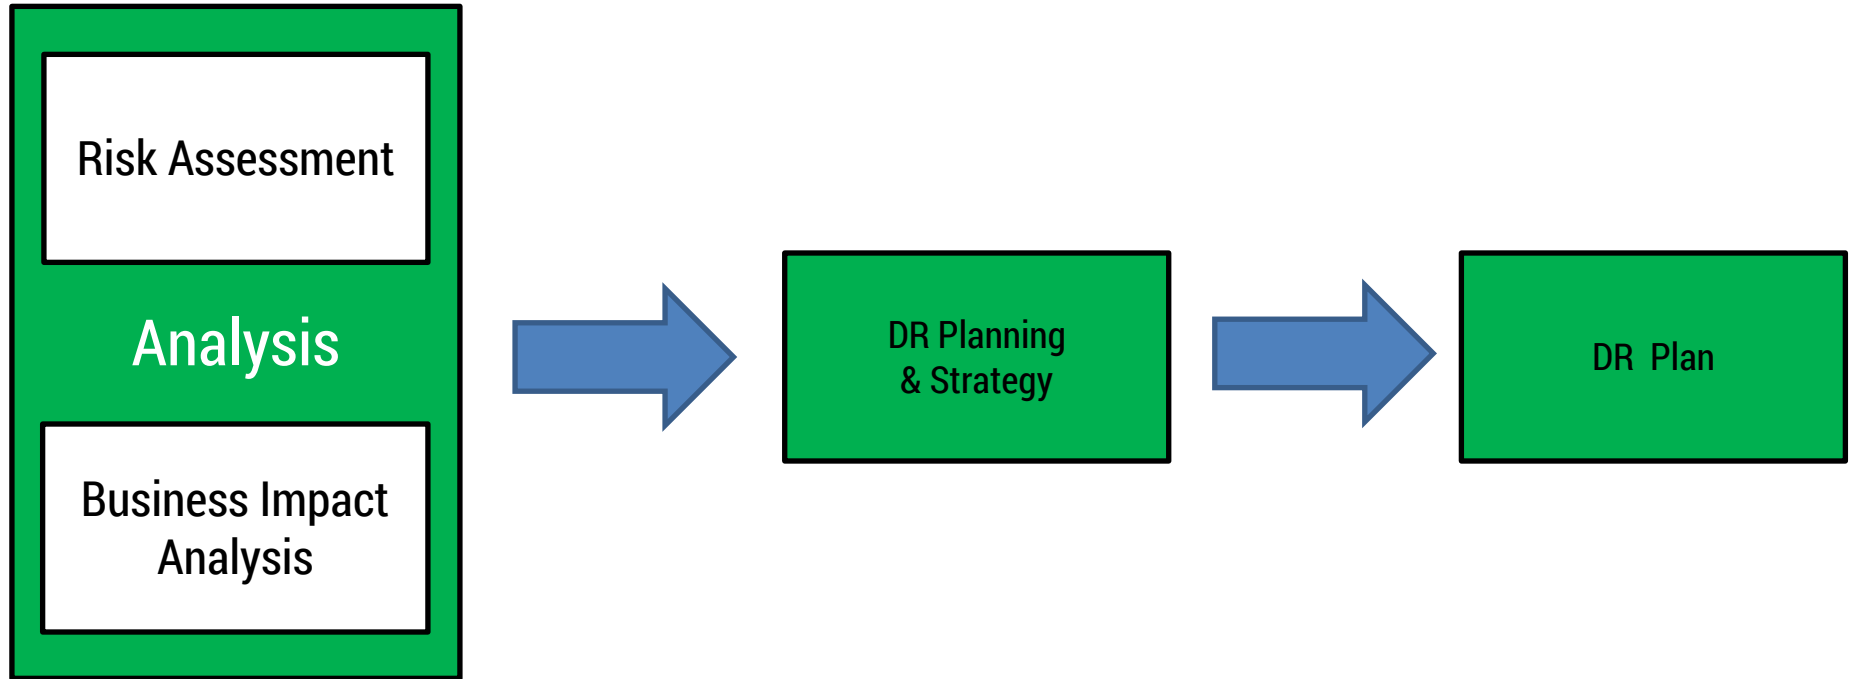 Risk Assessment
Analysis
Business Impact
Analysis
DR Planning
& Strategy
DR  Plan